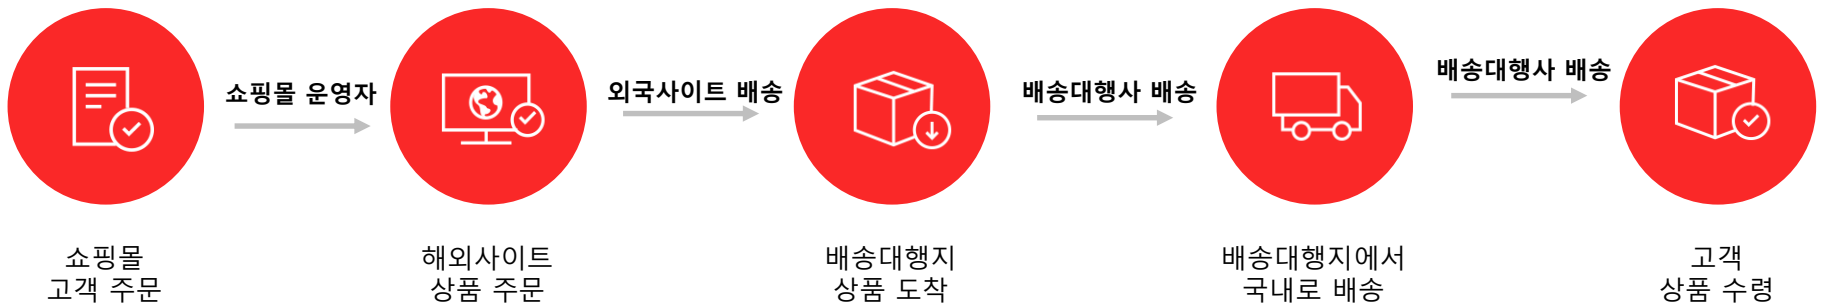 쇼핑몰 운영자
외국사이트 배송
배송대행사 배송
배송대행사 배송
쇼핑몰
고객 주문
해외사이트
상품 주문
배송대행지
상품 도착
배송대행지에서
국내로 배송
고객
상품 수령